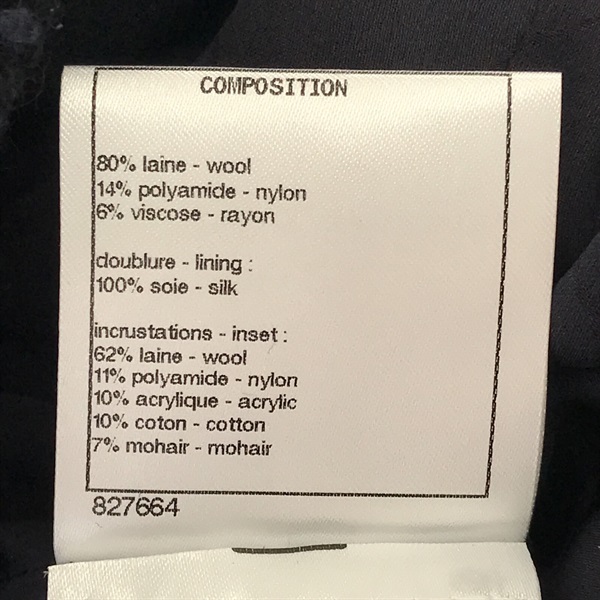 COMPOSITION
80% laine - wool
14% polyamide - nylon
6% viscose - rayon
doublure - lining :
100% soie - silk
incrustations - inset :
62% laine - wool
11% polyamide - nylon
10% acrylique - acrylic
10% coton - cotton
7% mohair - mohair
827664